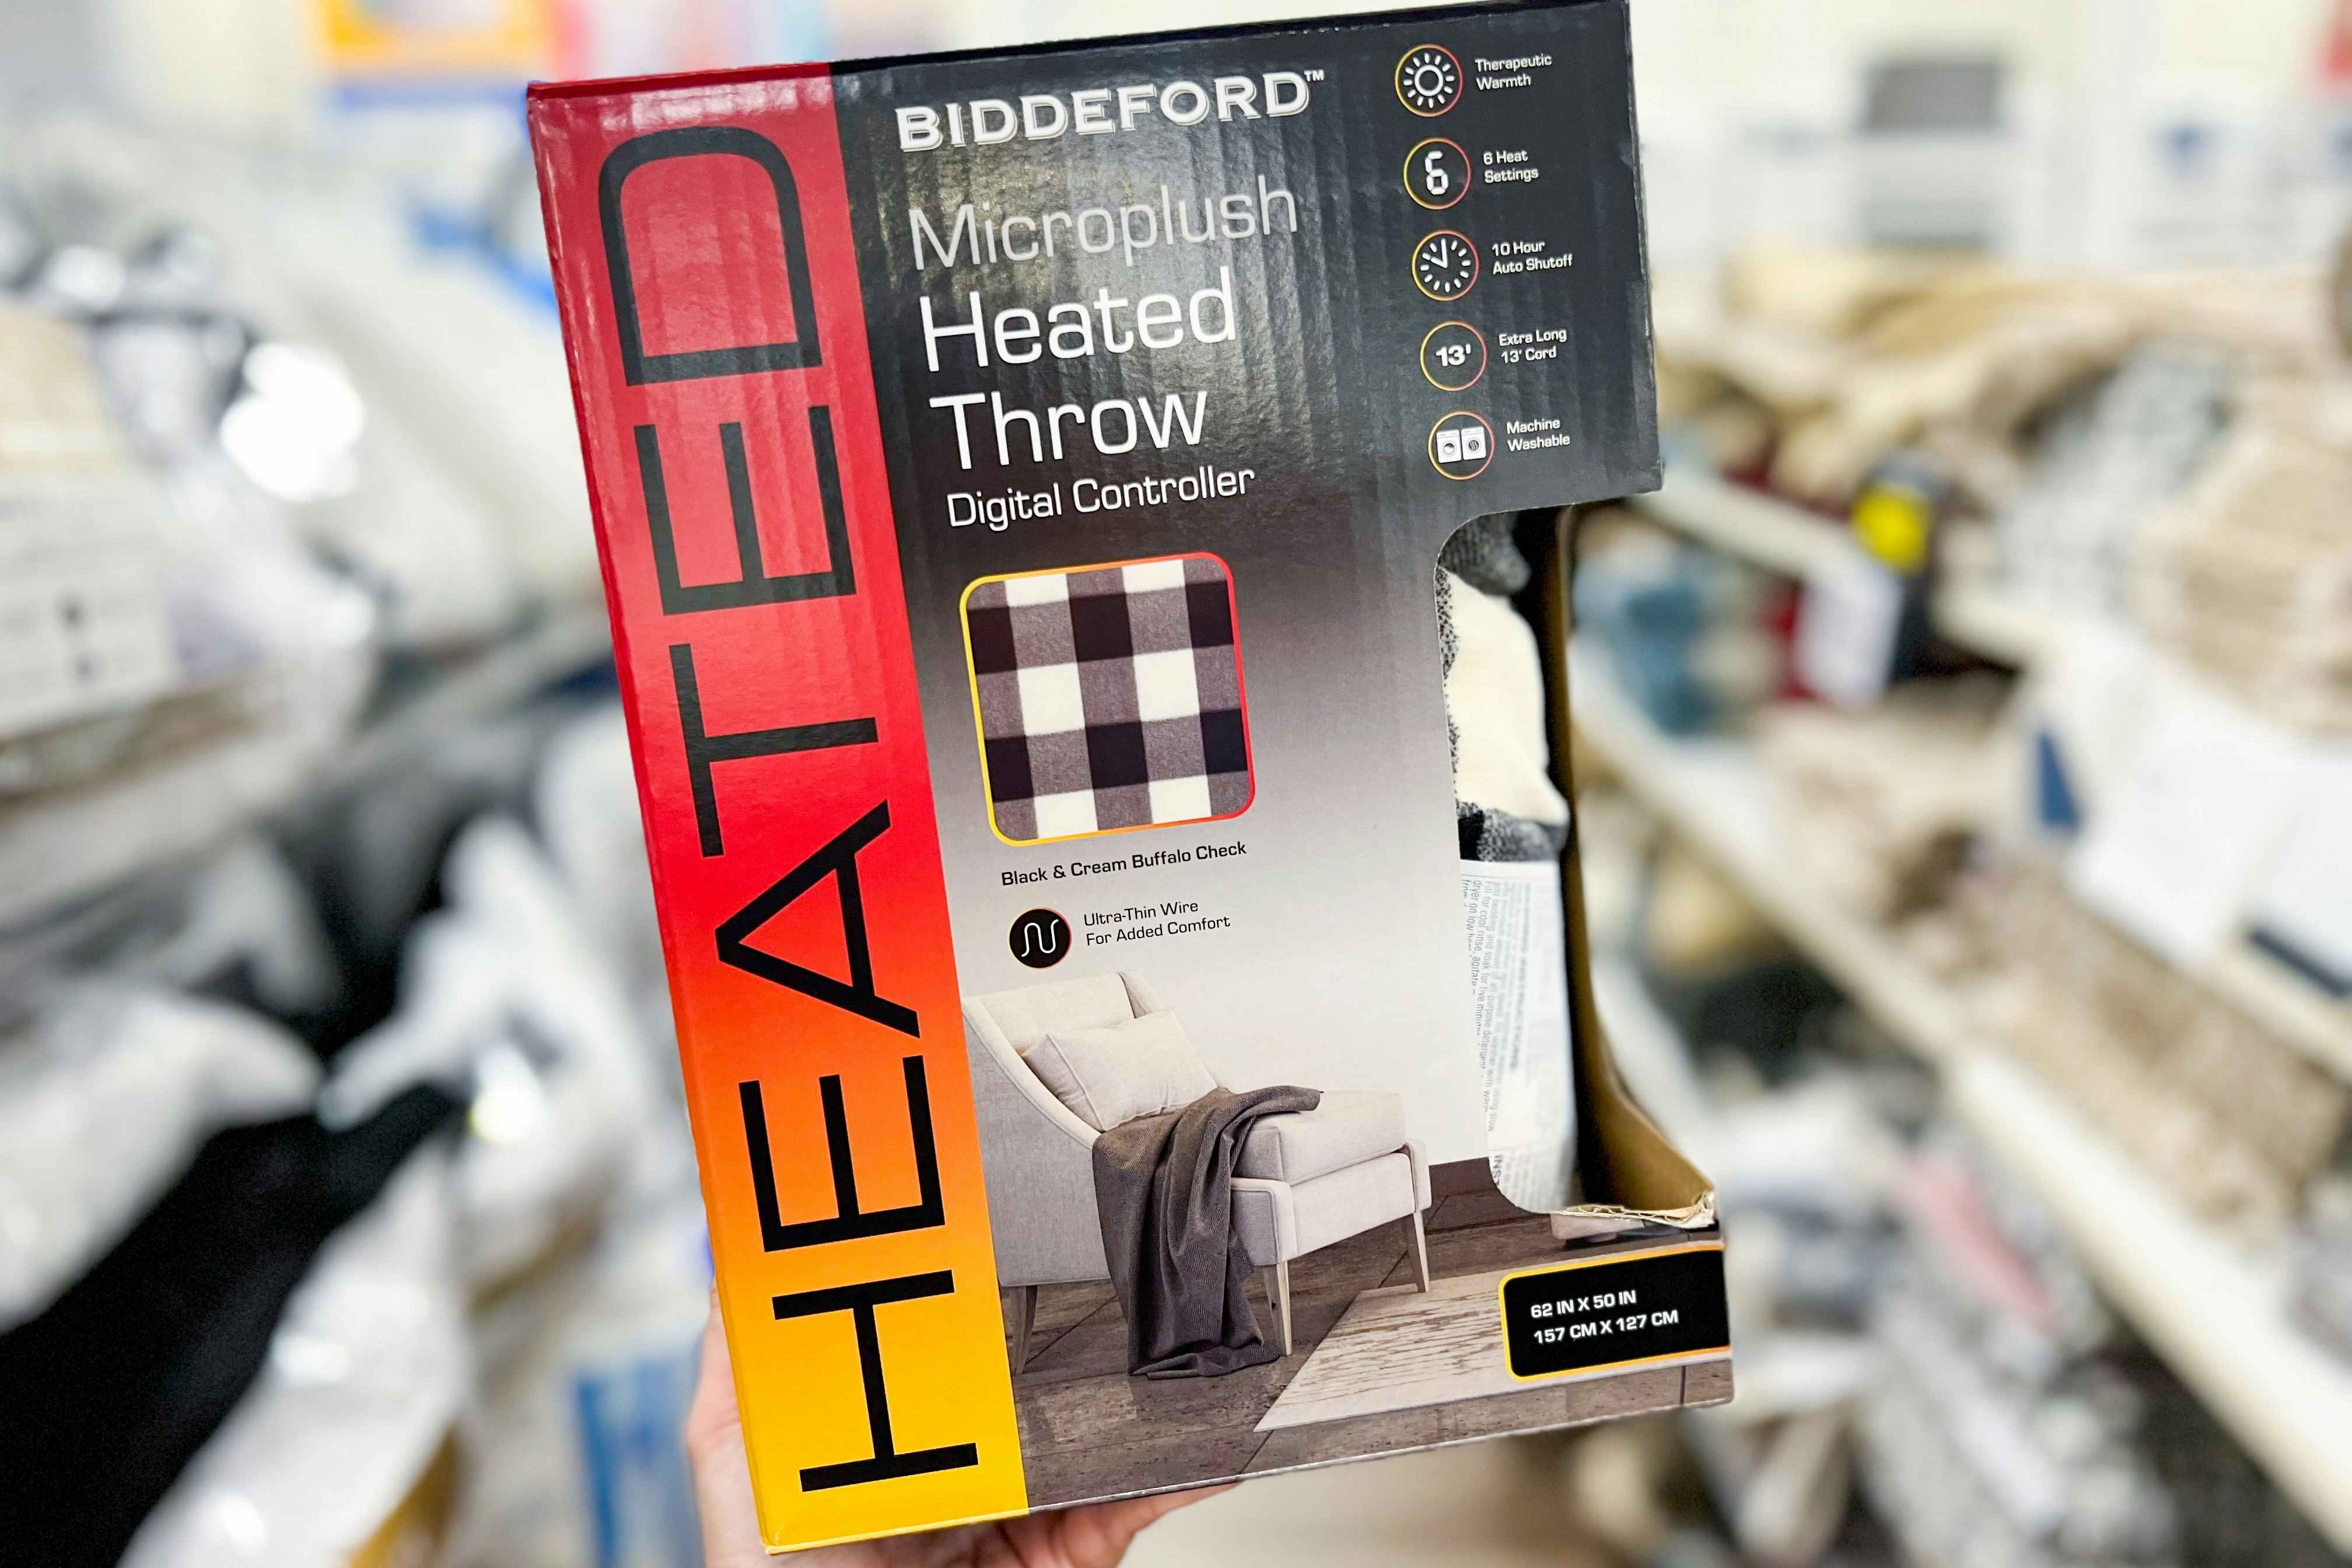 HEATED
BIDDEFORD™
Microplush
Heated
Throw
Digital Controller
Black & Cream Buffalo Check
Ultra-Thin Wire
For Added Comfort
Therapeutic
Warmth
6
6 Heat
Settings
10 Hour
Auto Shutoff
13'
Extra Long
13' Cord
Machine
Washable
62 IN X 50 IN
157 CM X 127 CM